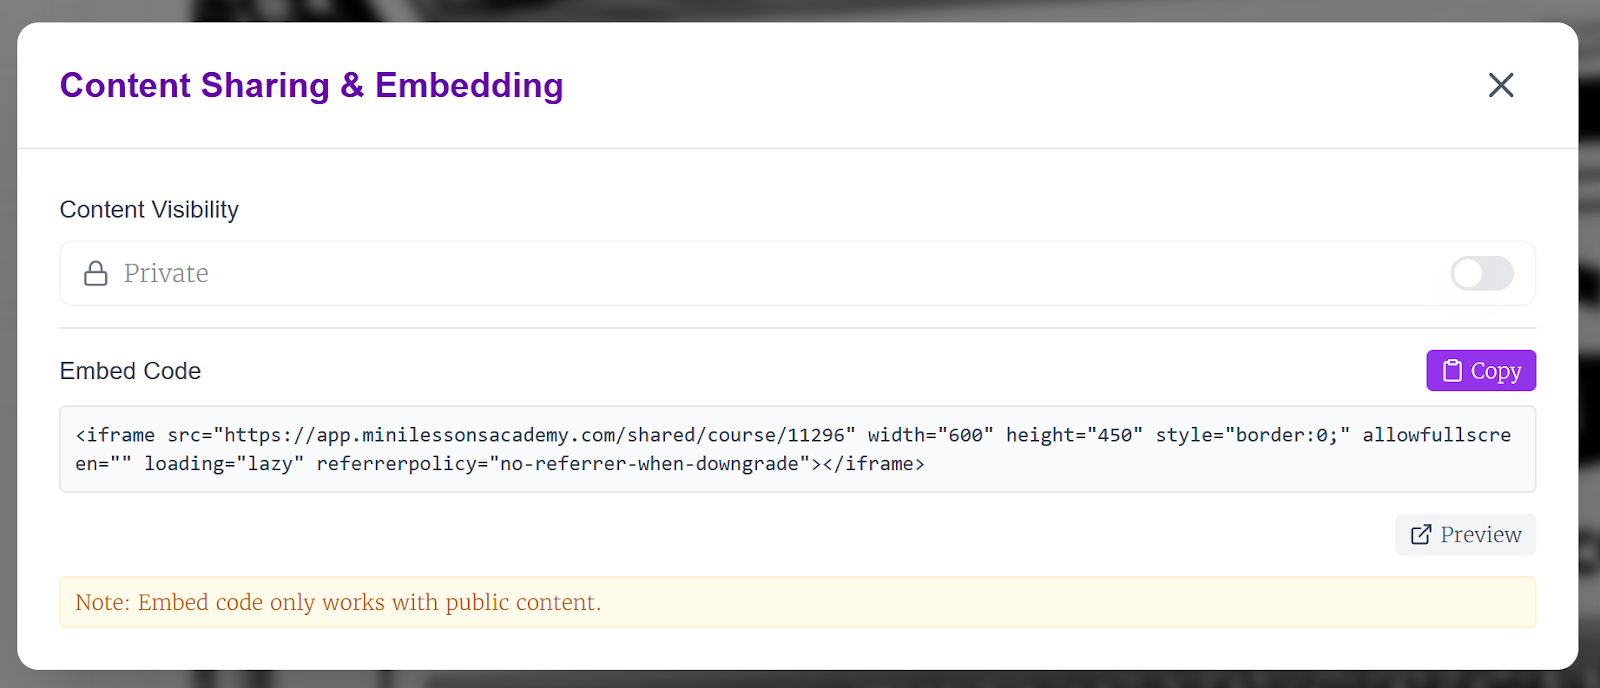 Content Sharing & Embedding
Content Visibility
Private
Embed Code
Copy
<iframe src="https://app.minilessonsacademy.com/shared/course/11296" width="600" height="450" style="border:0;" allowfullscre
en="" loading="lazy" referrerpolicy="no-referrer-when-downgrade"></iframe>
Preview
Note: Embed code only works with public content.